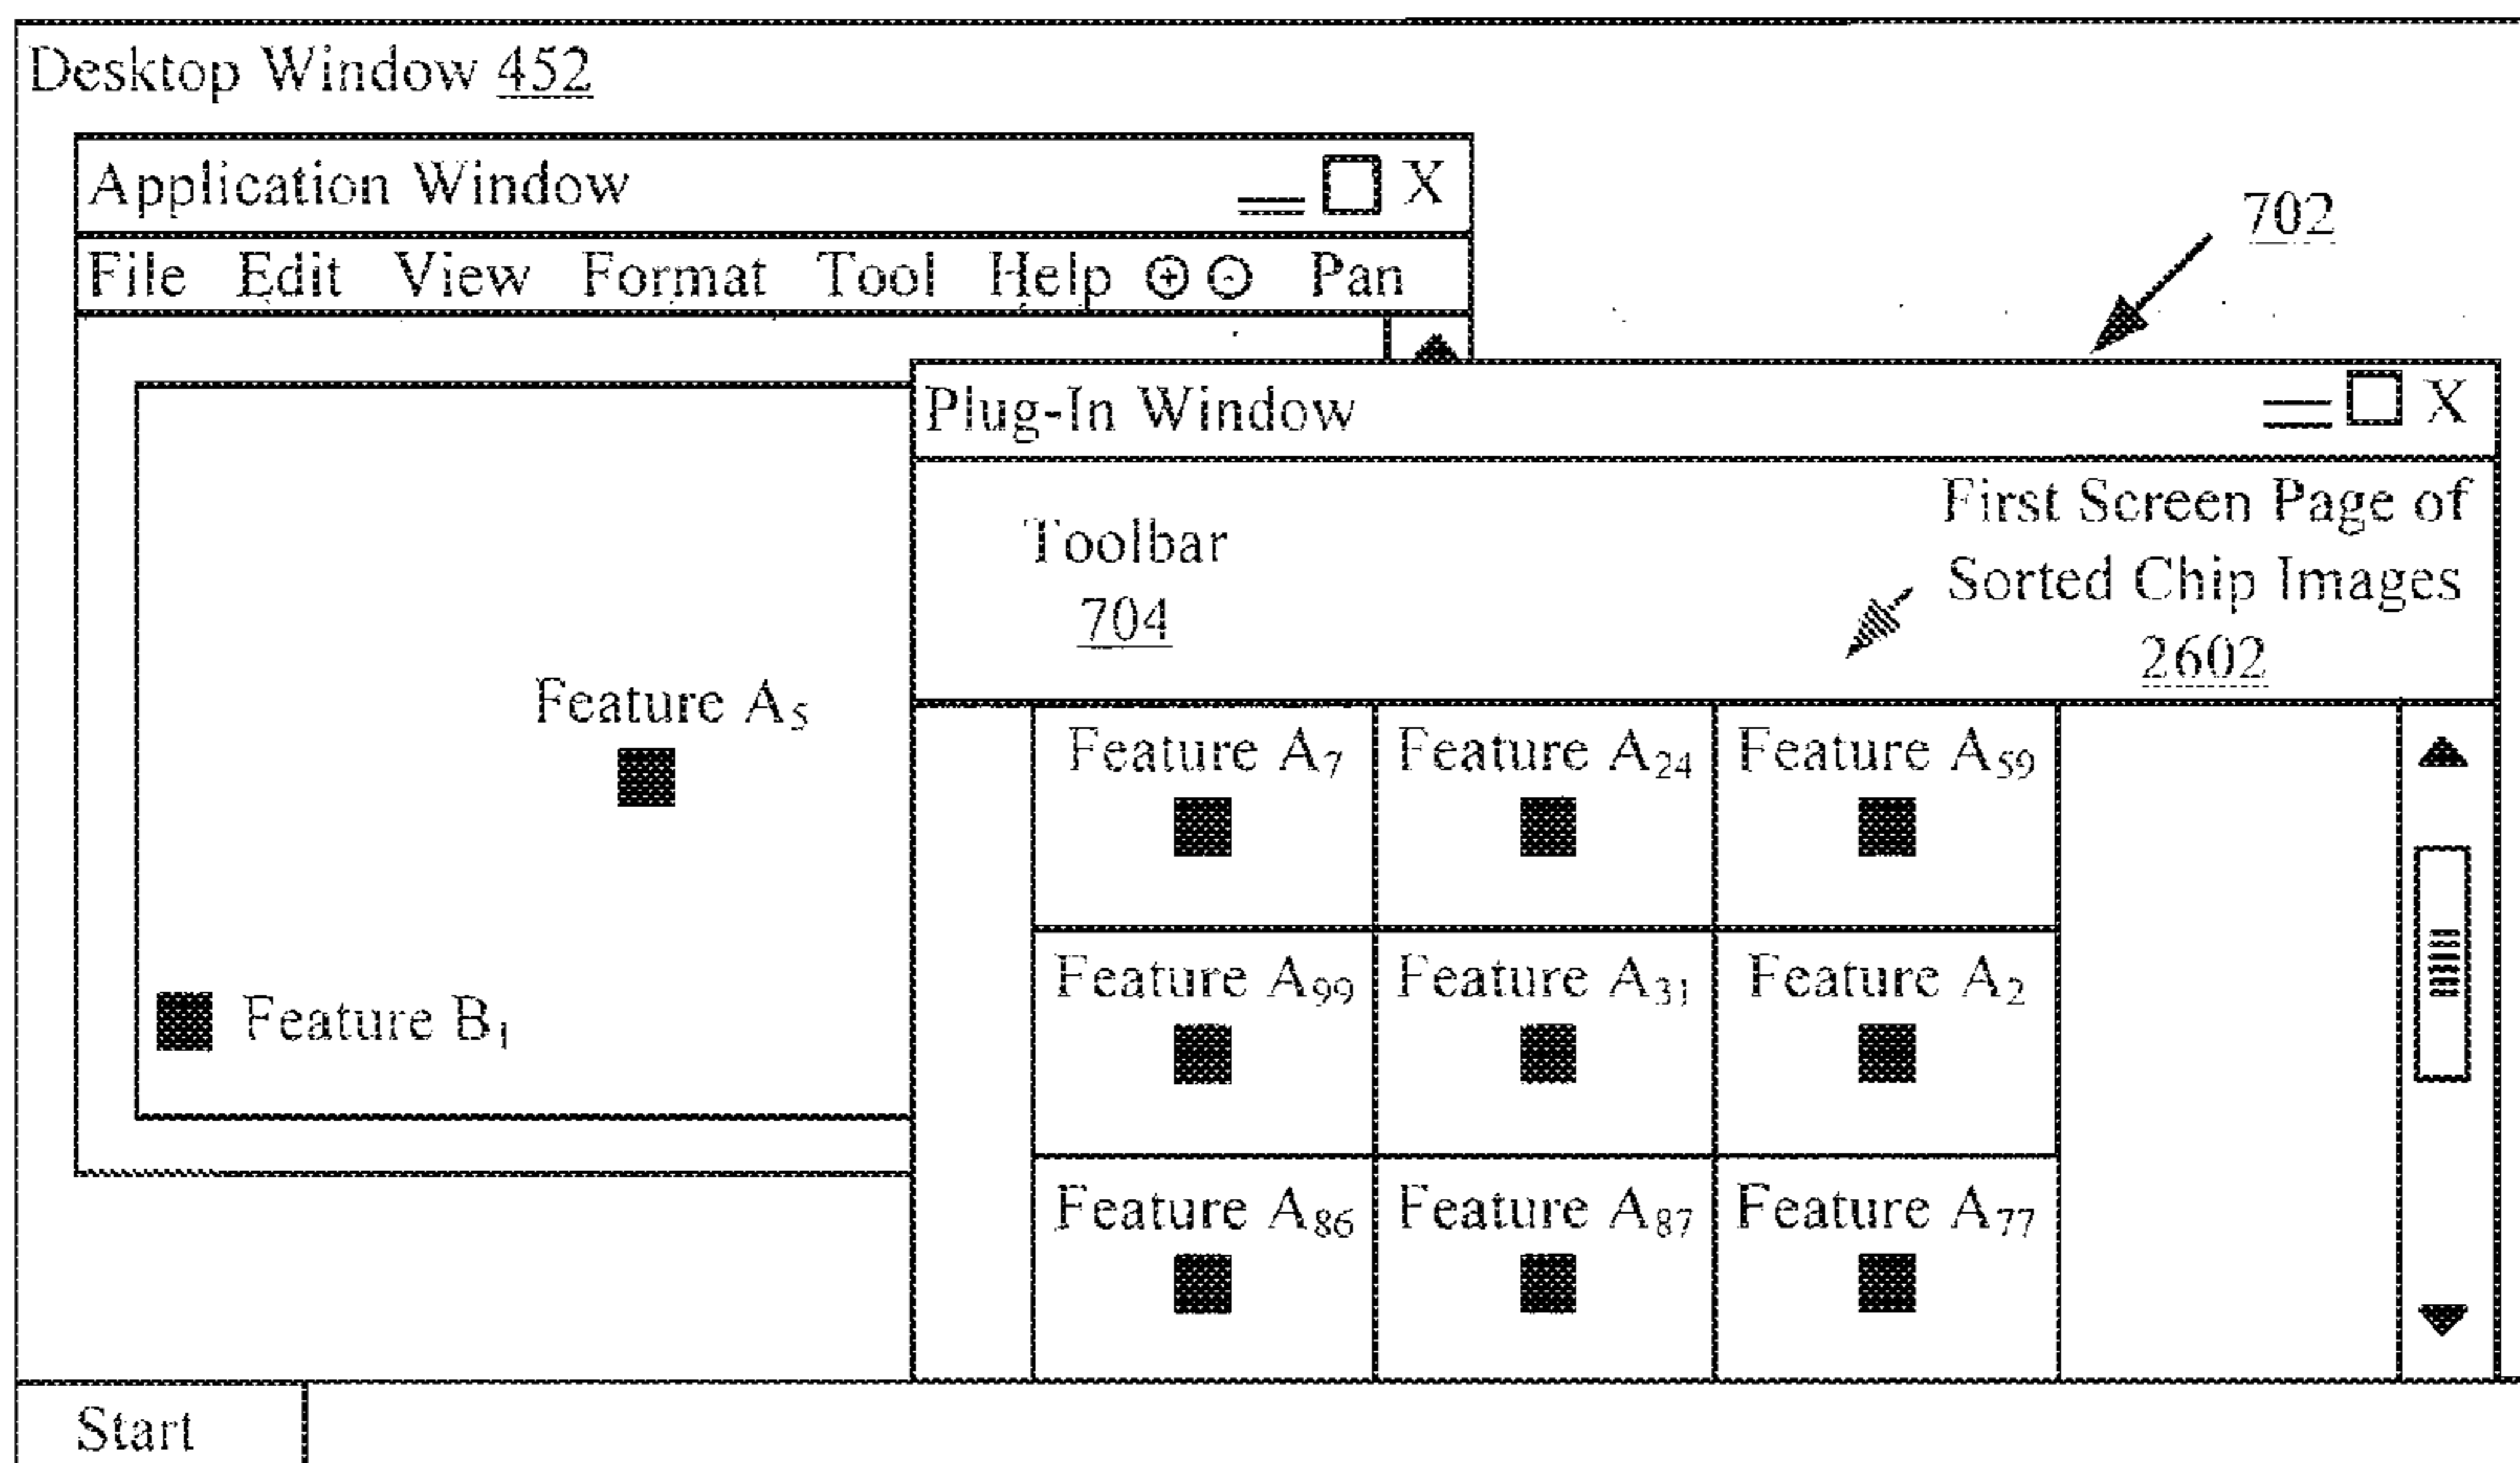 Desktop Window 452
Application Window X
File Edit View Format Tool Help + - Pan
702
Plug-In Window X
First Screen Page of
Sorted Chip Images
2602
Toolbar
704
Feature A5
Feature B1
Feature A7 Feature A24 Feature A59
Feature A99 Feature A31 Feature A2
Feature A86 Feature A87 Feature A77
Start